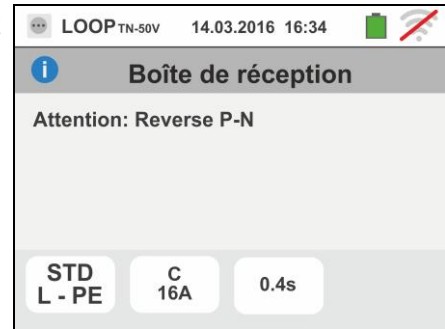 LOOP TN-50V 14.03.2016 16:34
i Boîte de réception
Attention: Reverse P-N
STD C 0.4s
L - PE 16A